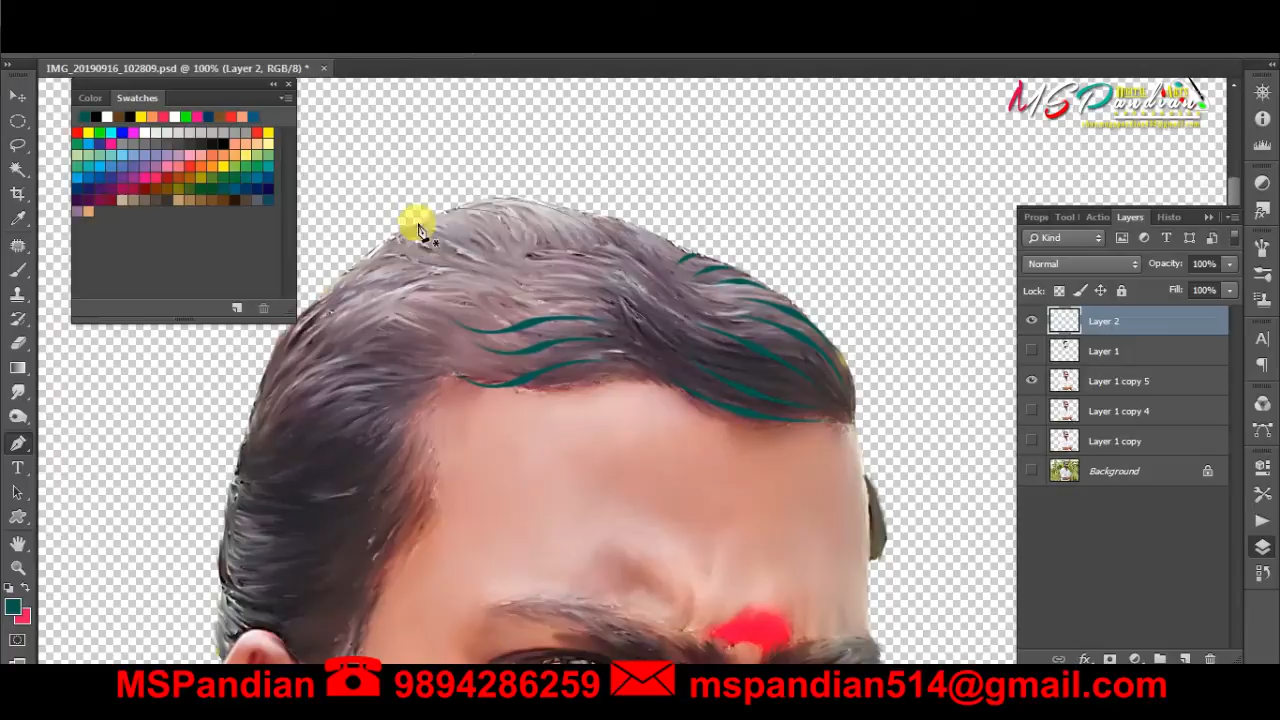 IMG_20190916_102809.psd @ 100% (Layer 2, RGB/8) * ×
MSPandian
Color Swatches
Props Tool Actio Layers Histo
Kind
Normal Opacity: 100%
Lock: Fill: 100%
Layer 2
Layer 1
Layer 1 copy 5
Layer 1 copy 4
Layer 1 copy
Background
MSPandian 9894286259 mspandian514@gmail.com